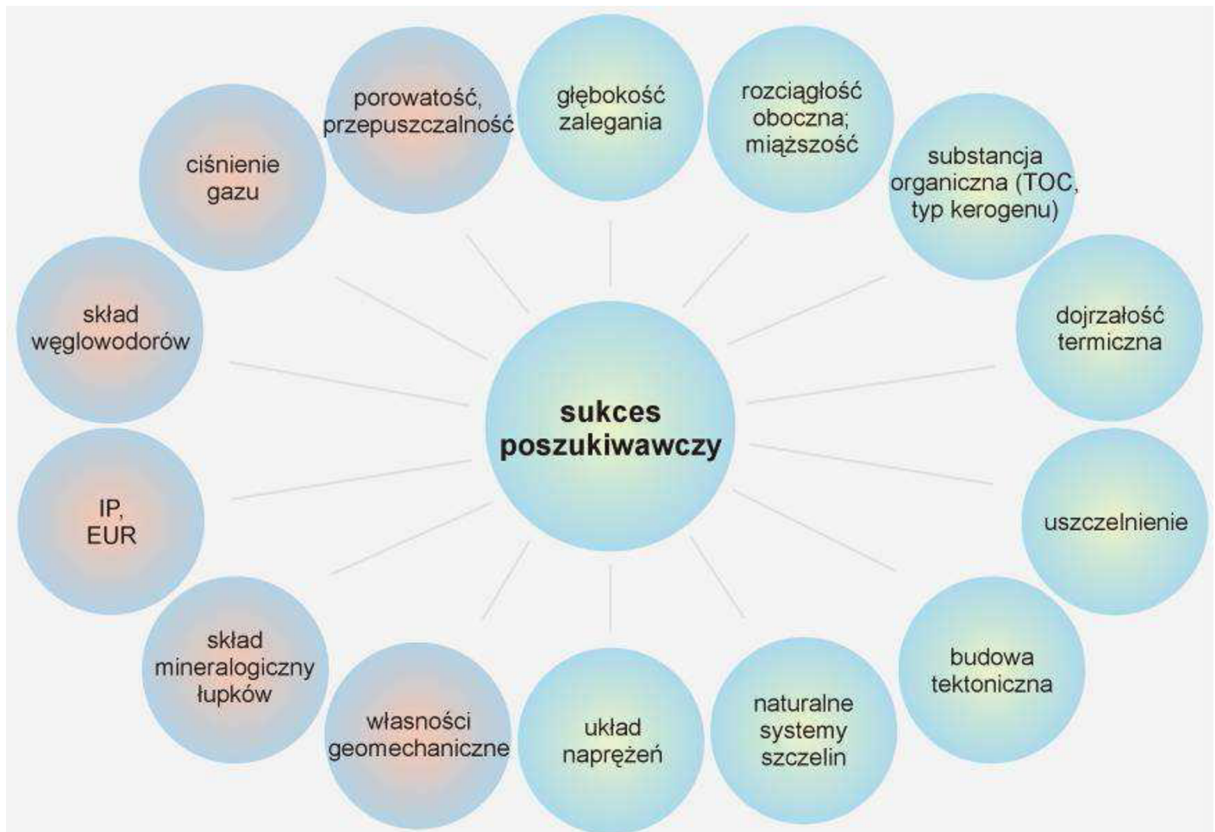 porowatość,
przepuszczalność
głębokość
zalegania
rozciągłość
oboczna;
miąższość
substancja
organiczna (TOC,
typ kerogenu)
dojrzałość
termiczna
uszczelnienie
budowa
tektoniczna
naturalne
systemy
szczelin
układ
naprężeń
własności
geomechaniczne
skład
mineralogiczny
łupków
IP,
EUR
skład
węglowodorów
ciśnienie
gazu
sukces
poszukiwawczy